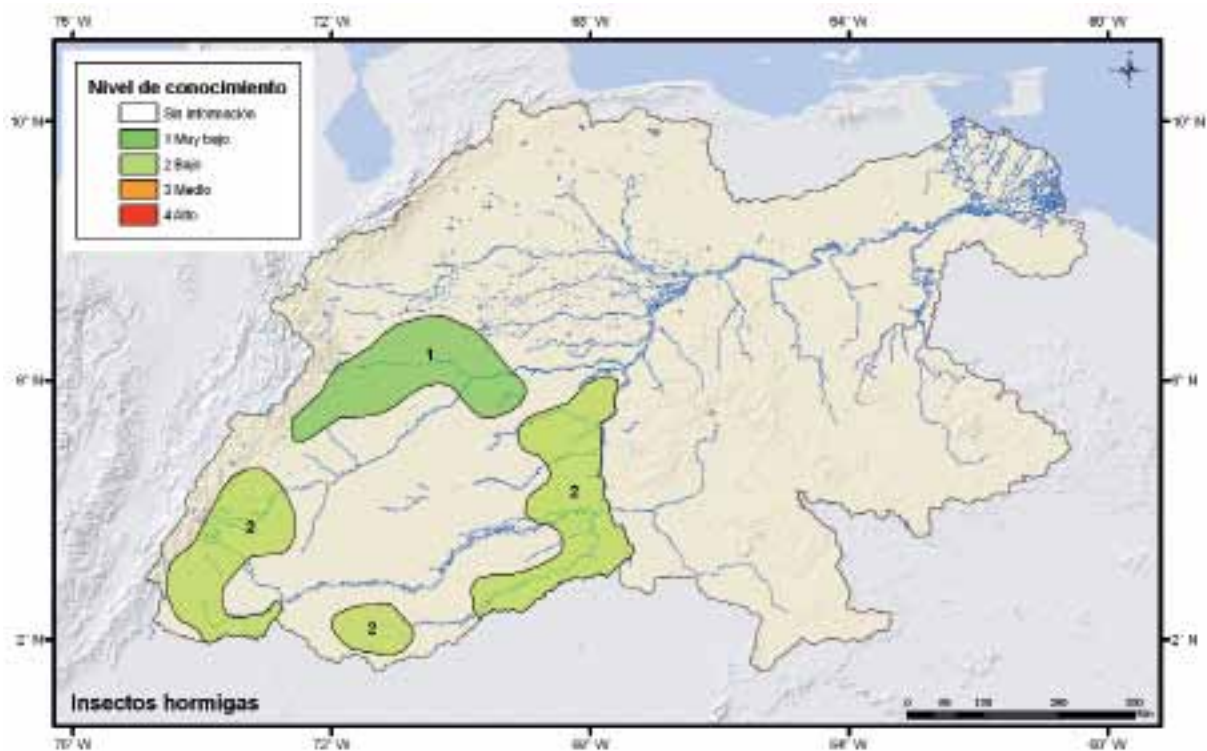 76° W 72° W 68° W 64° W 60° W
Nivel de conocimiento
Sin información
1 Muy bajo
2 Bajo
3 Medio
4 Alto
10° N 10° N
1
6° N 6° N
2
2
2
2° N 2° N
Insectos hormigas
Km
76° W 72° W 68° W 64° W 60° W